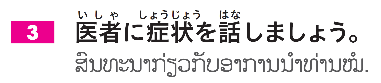 いしゃ しょうじょう はな
3 医者に症状を話しましょう。
ສົນທະນາກ່ຽວກັບອາການນຳທ່ານໝໍ.